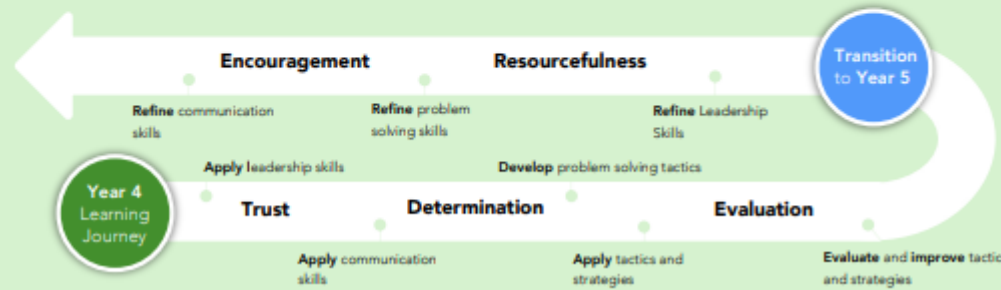 Encouragement
Resourcefulness
Transition
to Year 5
Refine communication
skills
Refine problem
solving skills
Refine Leadership
Skills
Apply leadership skills
Develop problem solving tactics
Year 4
Learning
Journey
Trust
Determination
Evaluation
Apply communication
skills
Apply tactics and
strategies
Evaluate and improve tactic
and strategies